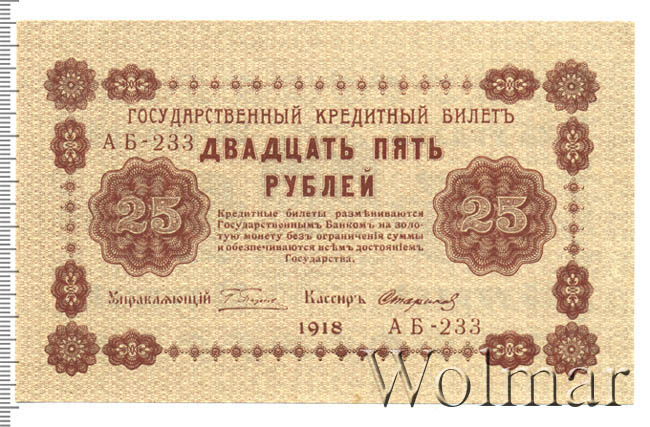 ГОСУДАРСТВЕННЫЙ КРЕДИТНЫЙ БИЛЕТЪ
АБ-233
ДВАДЦАТЬ ПЯТЬ
РУБЛЕЙ
25
25
Кредитные билеты размѣниваются
Государственнымъ Банкомъ на золо-
тую монету безъ ограниченія суммы
и обезпечиваются всѣмъ достояніемъ
Государства.
Управляющій
Кассиръ
1918
АБ-233
Wolmar